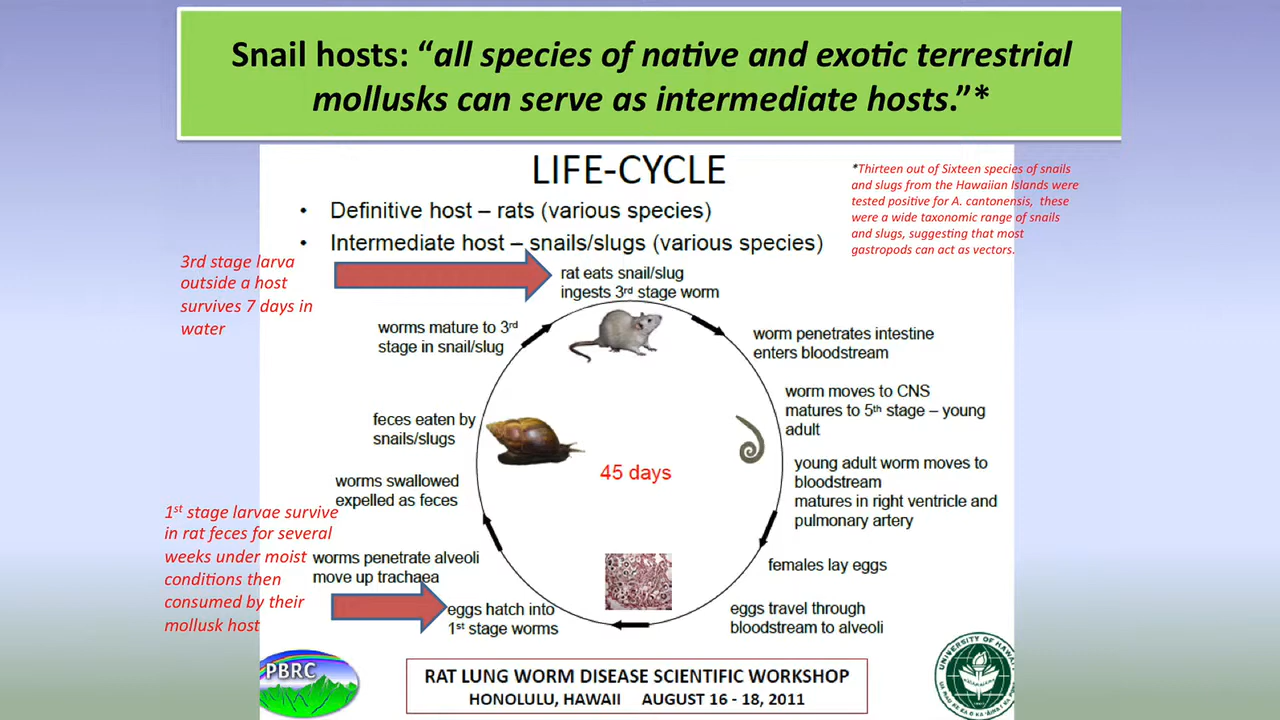 Snail hosts: “all species of native and exotic terrestrial
mollusks can serve as intermediate hosts.”*
LIFE-CYCLE
• Definitive host – rats (various species)
• Intermediate host – snails/slugs (various species)
*Thirteen out of Sixteen species of snails
and slugs from the Hawaiian Islands were
tested positive for A. cantonensis, these
were a wide taxonomic range of snails
and slugs, suggesting that most
gastropods can act as vectors.
3rd stage larva
outside a host
survives 7 days in
water
rat eats snail/slug
ingests 3rd stage worm
worm penetrates intestine
enters bloodstream
worm moves to CNS
matures to 5th stage – young
adult
young adult worm moves to
bloodstream
matures in right ventricle and
pulmonary artery
females lay eggs
eggs travel through
bloodstream to alveoli
eggs hatch into
1st stage worms
worms penetrate alveoli
move up trachaea
worms swallowed
expelled as feces
feces eaten by
snails/slugs
worms mature to 3rd
stage in snail/slug
45 days
1st stage larvae survive
in rat feces for several
weeks under moist
conditions then
consumed by their
mollusk host
PBRC
RAT LUNG WORM DISEASE SCIENTIFIC WORKSHOP
HONOLULU, HAWAII AUGUST 16 - 18, 2011
UNIVERSITY OF HAWAI